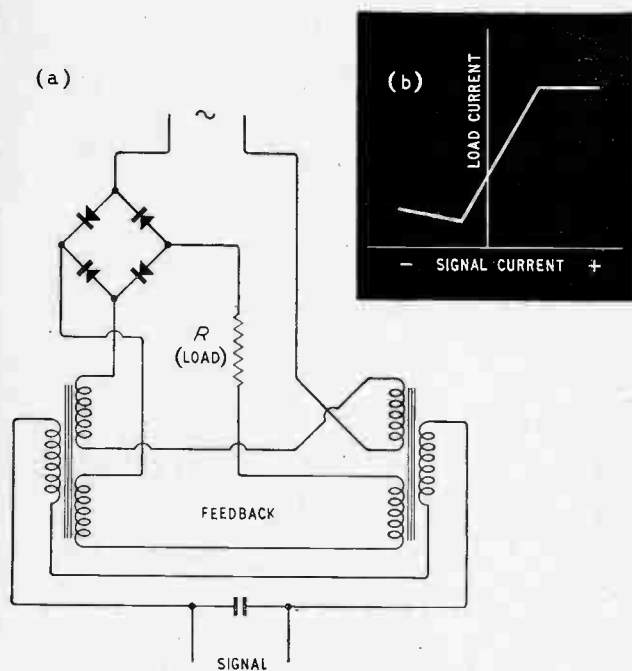 (a)
~
R
(LOAD)
FEEDBACK
SIGNAL
(b)
LOAD CURRENT
− SIGNAL CURRENT +